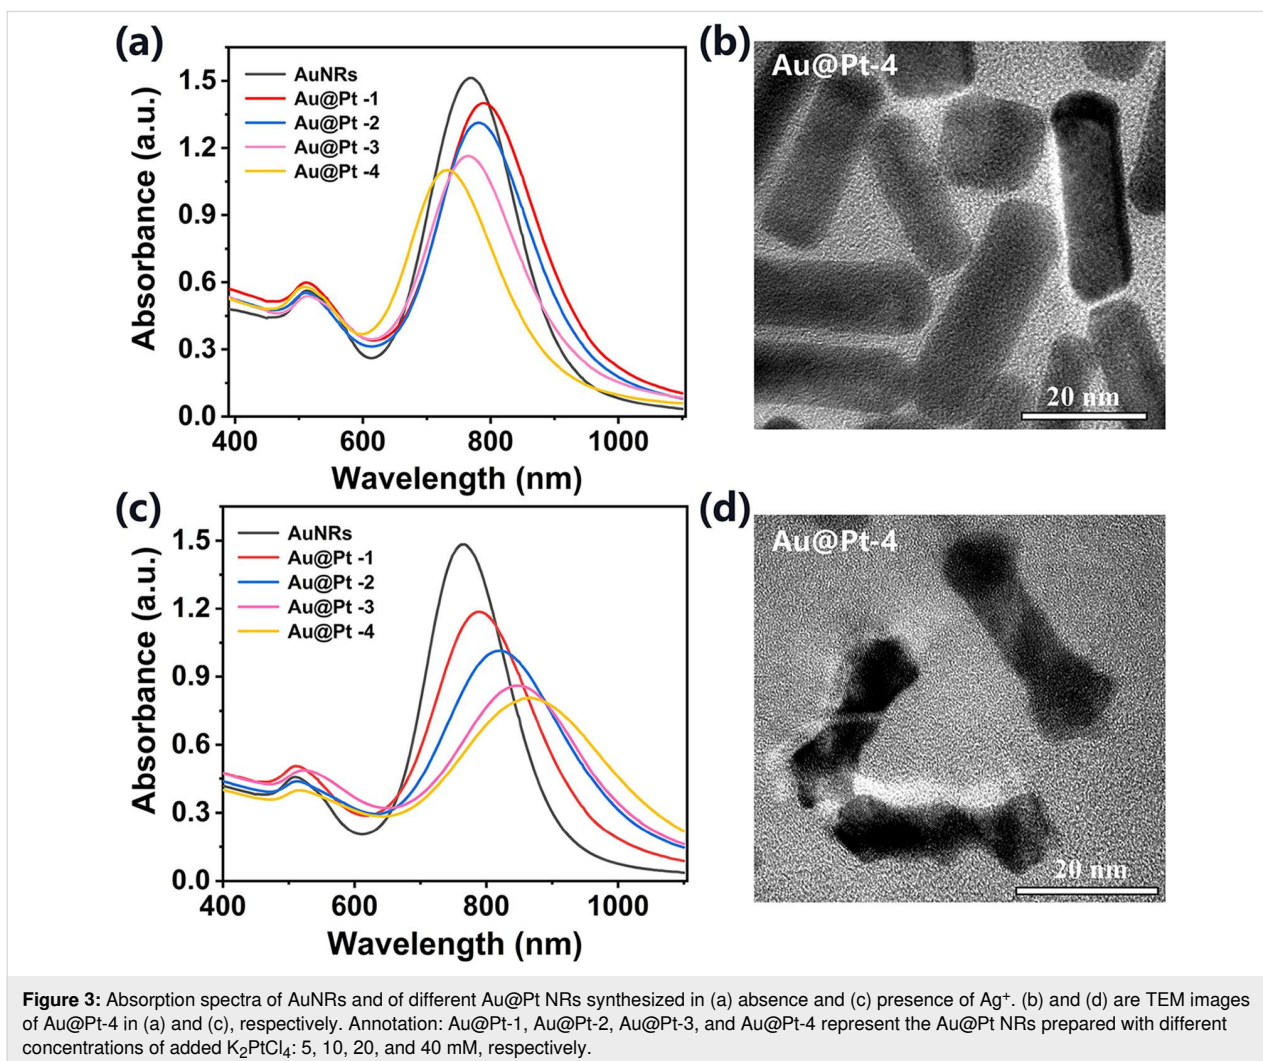 (a)
AuNRs
Au@Pt -1
Au@Pt -2
Au@Pt -3
Au@Pt -4
Absorbance (a.u.)
1.5
1.2
0.9
0.6
0.3
0.0
400 600 800 1000
Wavelength (nm)
(b)
Au@Pt-4
20 nm
(c)
AuNRs
Au@Pt -1
Au@Pt -2
Au@Pt -3
Au@Pt -4
Absorbance (a.u.)
1.5
1.2
0.9
0.6
0.3
0.0
400 600 800 1000
Wavelength (nm)
(d)
Au@Pt-4
20 nm
Figure 3: Absorption spectra of AuNRs and of different Au@Pt NRs synthesized in (a) absence and (c) presence of Ag⁺. (b) and (d) are TEM images
of Au@Pt-4 in (a) and (c), respectively. Annotation: Au@Pt-1, Au@Pt-2, Au@Pt-3, and Au@Pt-4 represent the Au@Pt NRs prepared with different
concentrations of added K₂PtCl₄: 5, 10, 20, and 40 mM, respectively.